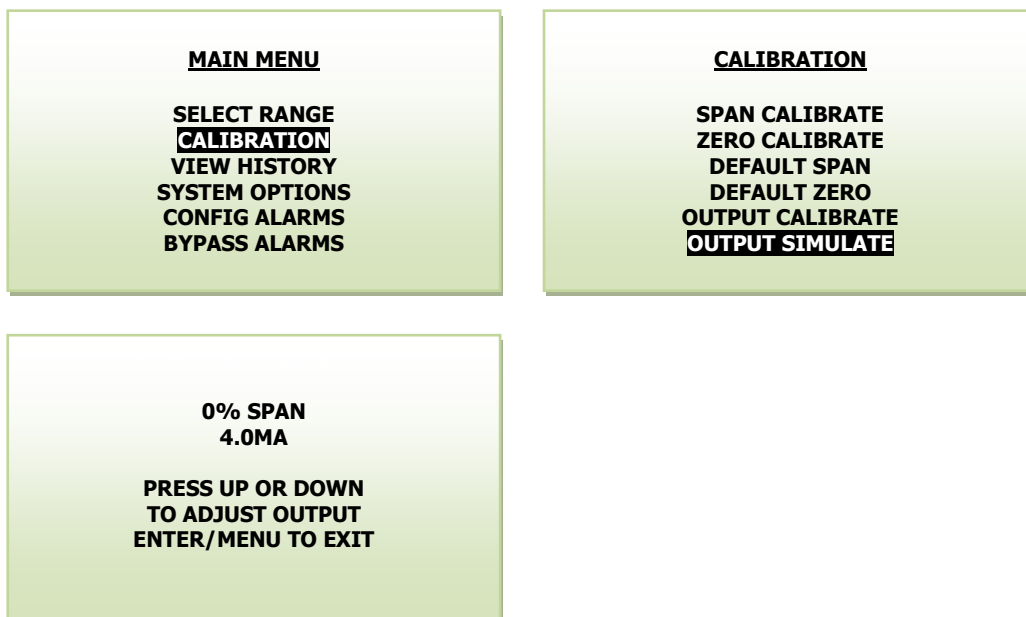 MAIN MENU
SELECT RANGE
CALIBRATION
VIEW HISTORY
SYSTEM OPTIONS
CONFIG ALARMS
BYPASS ALARMS
CALIBRATION
SPAN CALIBRATE
ZERO CALIBRATE
DEFAULT SPAN
DEFAULT ZERO
OUTPUT CALIBRATE
OUTPUT SIMULATE
0% SPAN
4.0MA
PRESS UP OR DOWN
TO ADJUST OUTPUT
ENTER/MENU TO EXIT